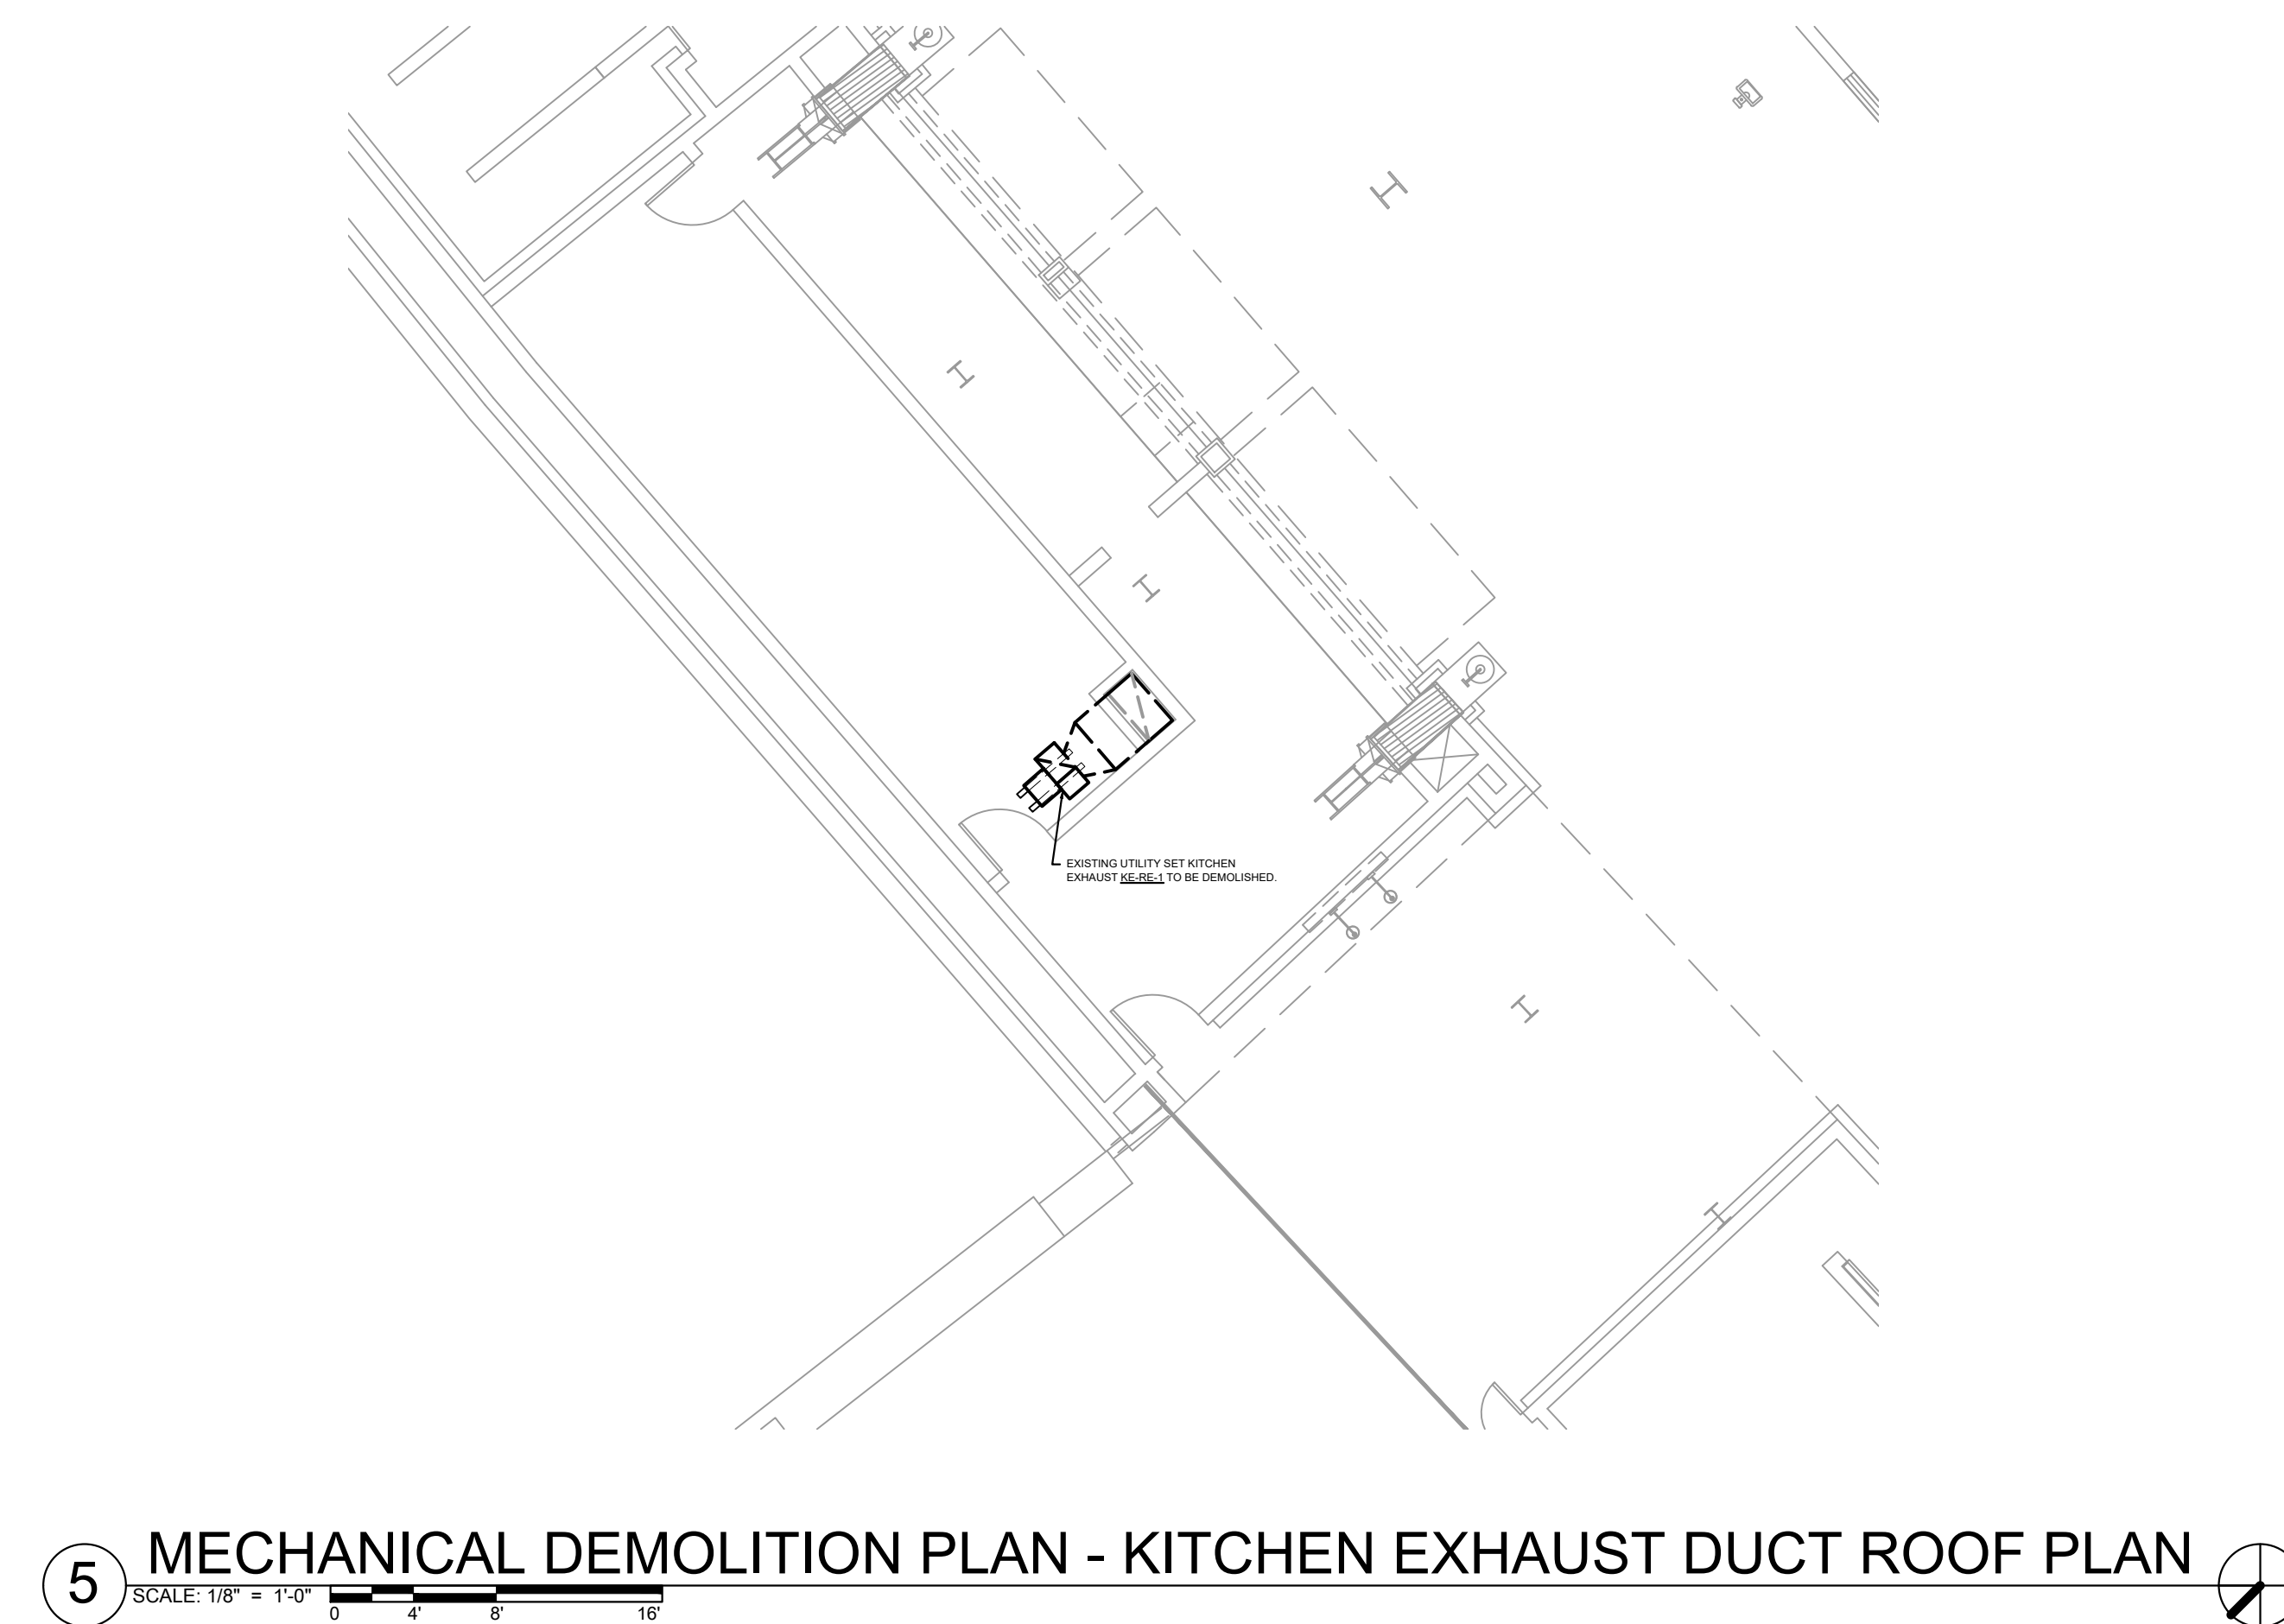 EXISTING UTILITY SET KITCHEN
EXHAUST KE-RE-1 TO BE DEMOLISHED.
5
MECHANICAL DEMOLITION PLAN - KITCHEN EXHAUST DUCT ROOF PLAN
SCALE: 1/8" = 1'-0"
0 4' 8' 16'